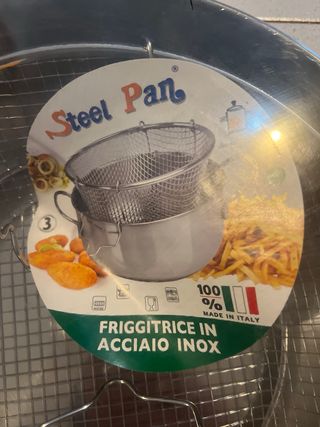 Steel Pan®
3
100
%
MADE IN ITALY
FRIGGITRICE IN
ACCIAIO INOX